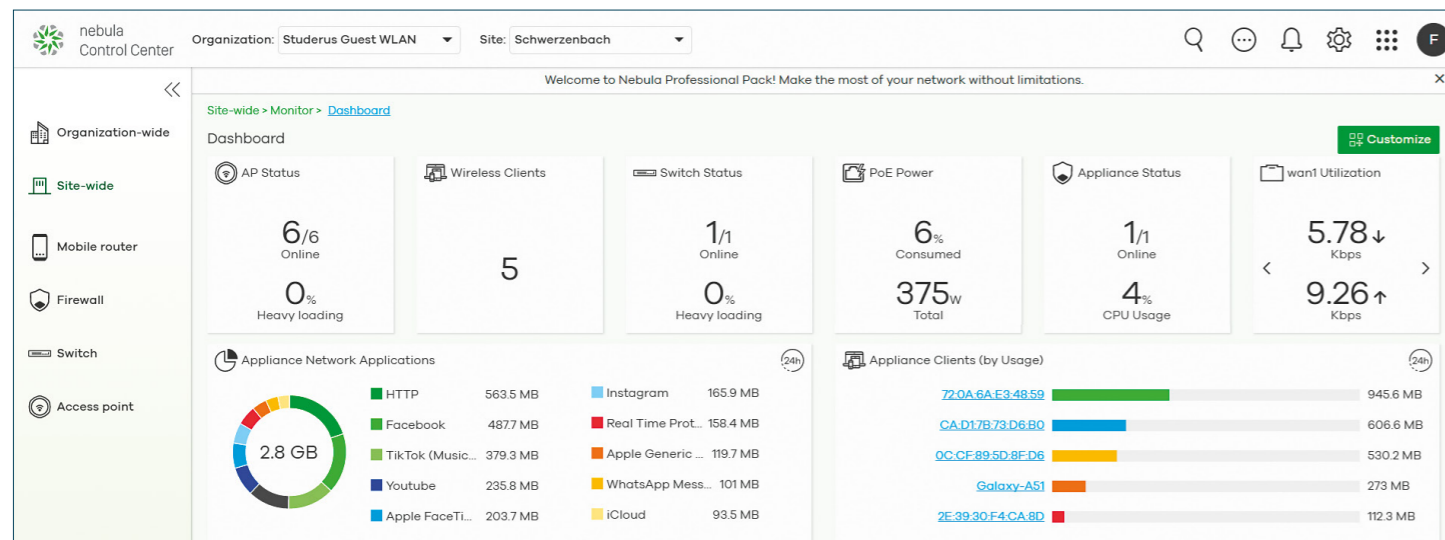 nebula
Control Center
Organization: Studerus Guest WLAN Site: Schwerzenbach
F
Welcome to Nebula Professional Pack! Make the most of your network without limitations.
Site-wide > Monitor > Dashboard
Dashboard
Customize
Organization-wide
Site-wide
Mobile router
Firewall
Switch
Access point
AP Status
6/6
Online
0%
Heavy loading
Wireless Clients
5
Switch Status
1/1
Online
0%
Heavy loading
PoE Power
6%
Consumed
375W
Total
Appliance Status
1/1
Online
4%
CPU Usage
wan1 Utilization
5.78
Kbps
9.26
Kbps
Appliance Network Applications
24h
2.8 GB
HTTP 563.5 MB
Facebook 487.7 MB
TikTok (Music... 379.3 MB
Youtube 235.8 MB
Apple FaceTi... 203.7 MB
Instagram 165.9 MB
Real Time Prot... 158.4 MB
Apple Generic ... 119.7 MB
WhatsApp Mess... 101 MB
iCloud 93.5 MB
Appliance Clients (by Usage)
24h
72:0A:6A:E3:48:59 945.6 MB
CA:D1:7B:73:D6:B0 606.6 MB
0C:CF:89:5D:8F:D6 530.2 MB
Galaxy-A51 273 MB
2E:39:30:F4:CA:8D 112.3 MB